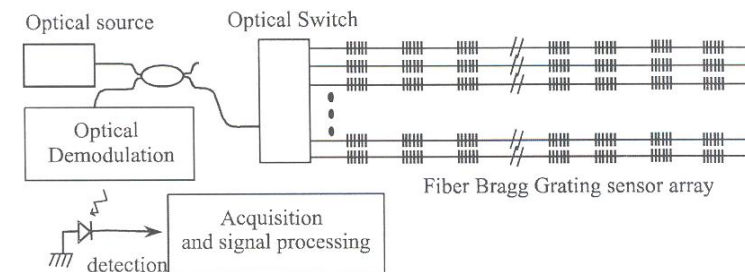 Optical source
Optical Switch
Optical
Demodulation
Fiber Bragg Grating sensor array
Acquisition
and signal processing
detection